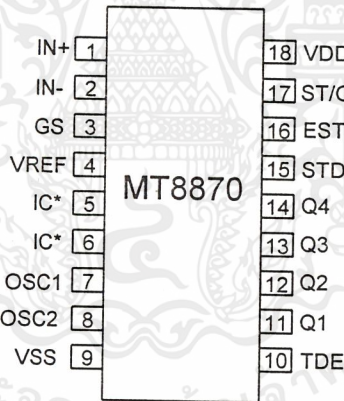 IN+ 1 18 VDD
IN- 2 17 ST/
GS 3 16 EST
VREF 4 15 STD
MT8870
IC* 5 14 Q4
IC* 6 13 Q3
OSC1 7 12 Q2
OSC2 8 11 Q1
VSS 9 10 TDE